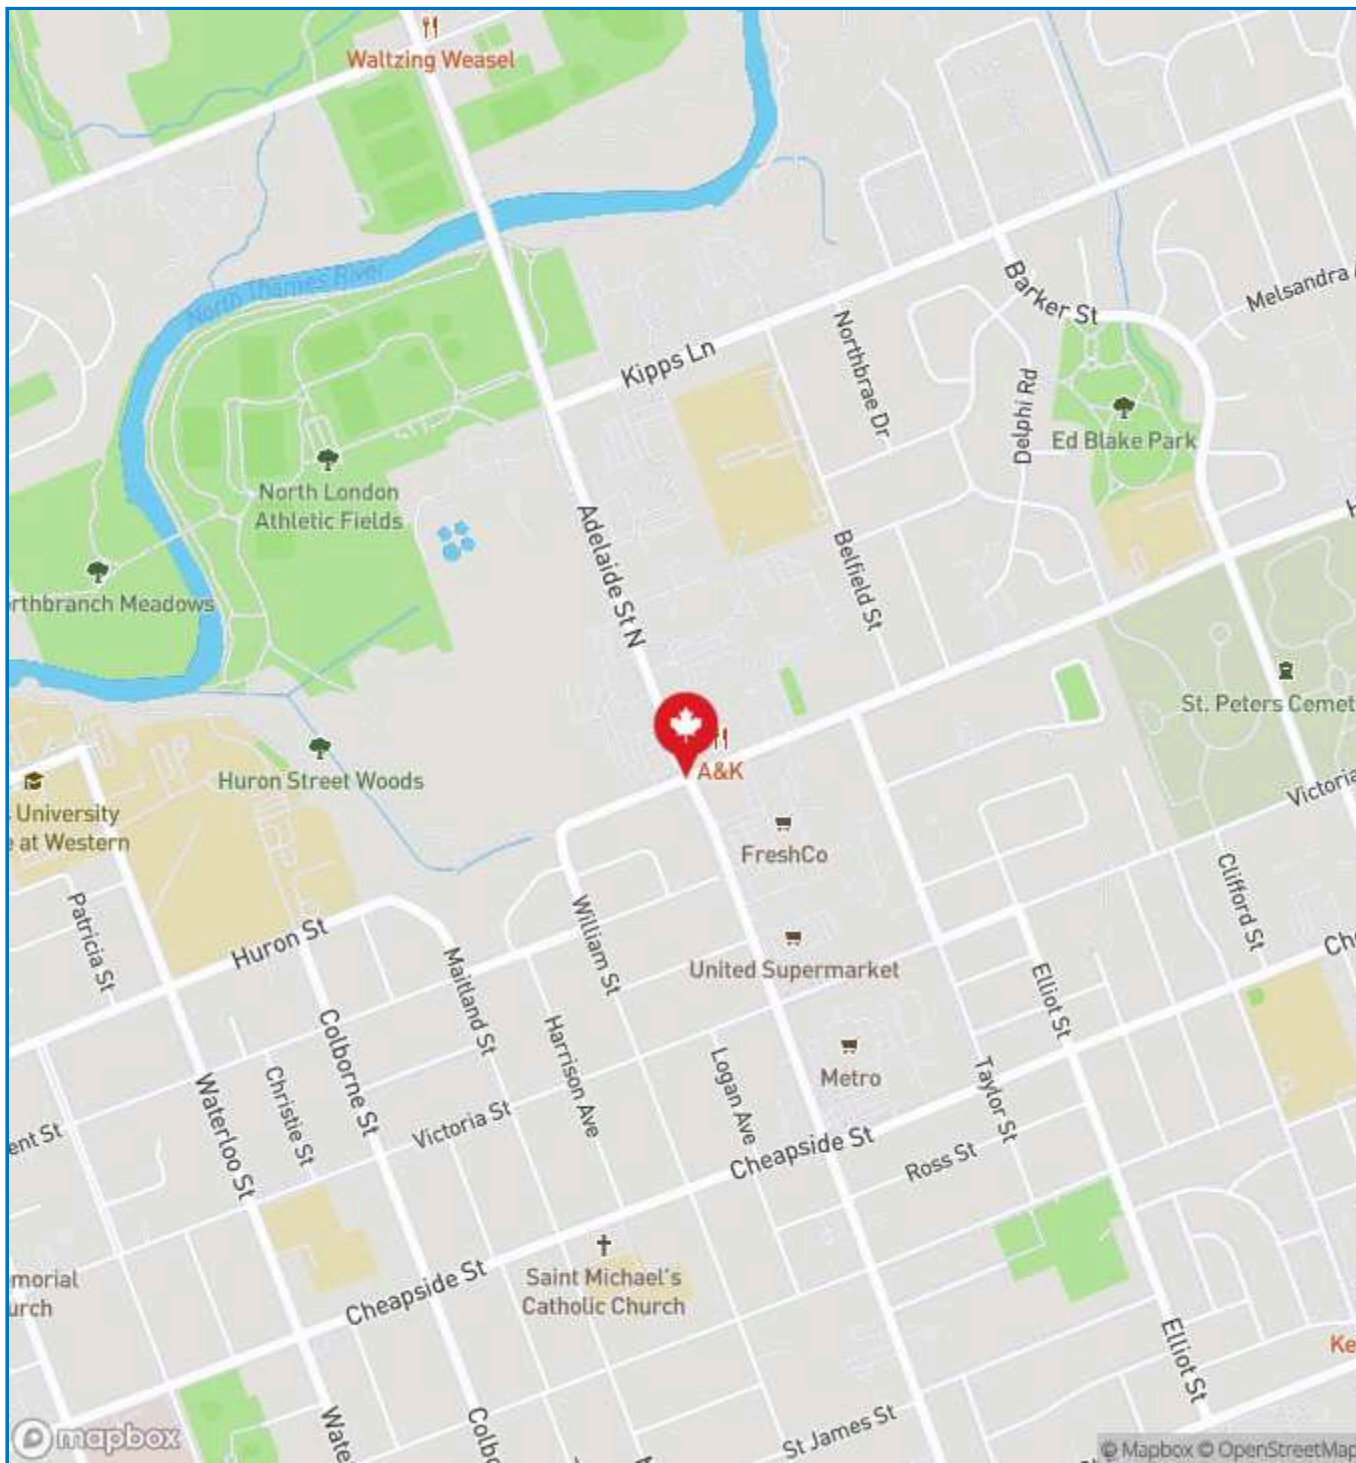 Waltzing Weasel
North Thames River
Barker St
Melsandra
Northbrae Dr
Kipps Ln
Delphi Rd
Ed Blake Park
North London
Athletic Fields
Adelaide St N
Belfield St
rthbranch Meadows
St. Peters Cemet
Huron Street Woods
A&K
University
e at Western
Victoria
FreshCo
Patricia St
Clifford St
William St
Huron St
Maitland St
United Supermarket
Elliot St
Che
Colborne St
Harrison Ave
Logan Ave
Metro
Taylor St
Waterloo St
Christie St
Victoria St
ent St
Cheapside St
Ross St
morial
urch
Saint Michael's
Catholic Church
Cheapside St
Elliot St
Ke
Wate
Colbo
St James St
mapbox
© Mapbox © OpenStreetMap